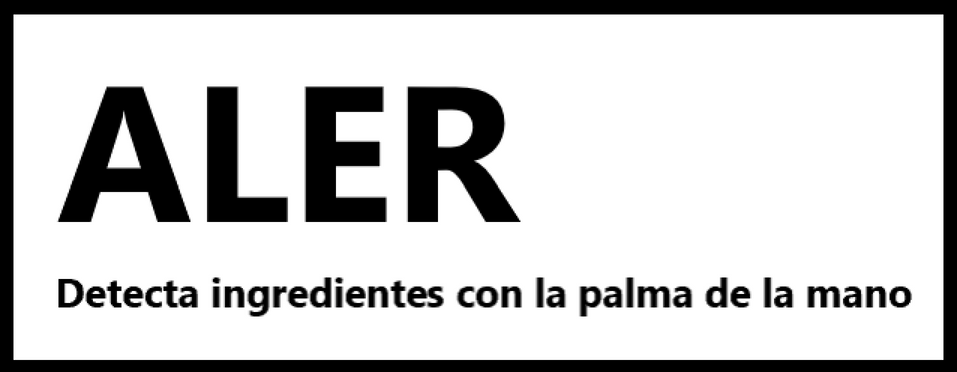 ALER
Detecta ingredientes con la palma de la mano